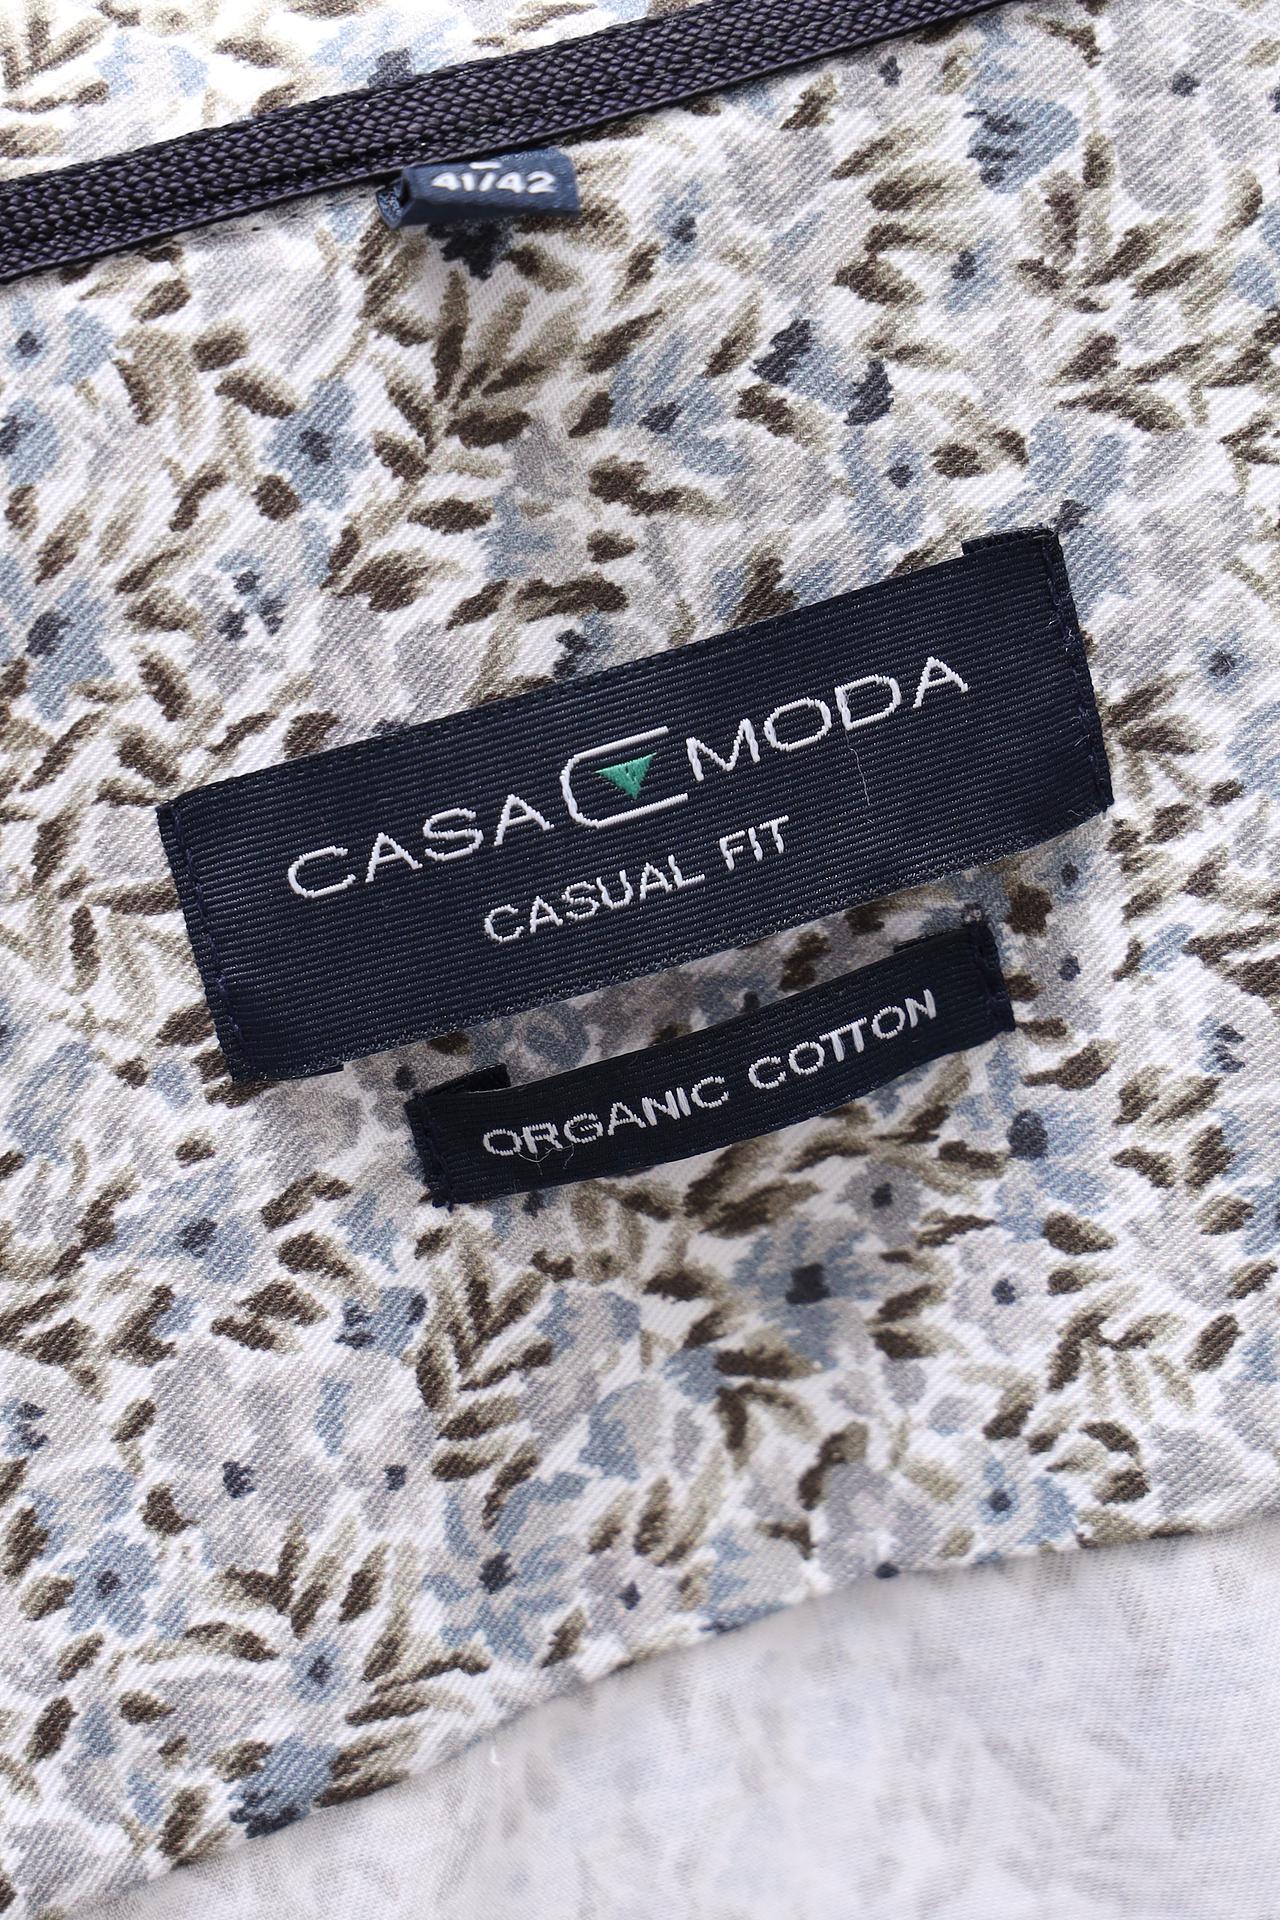 41/42
CASA MODA
CASUAL FIT
ORGANIC COTTON